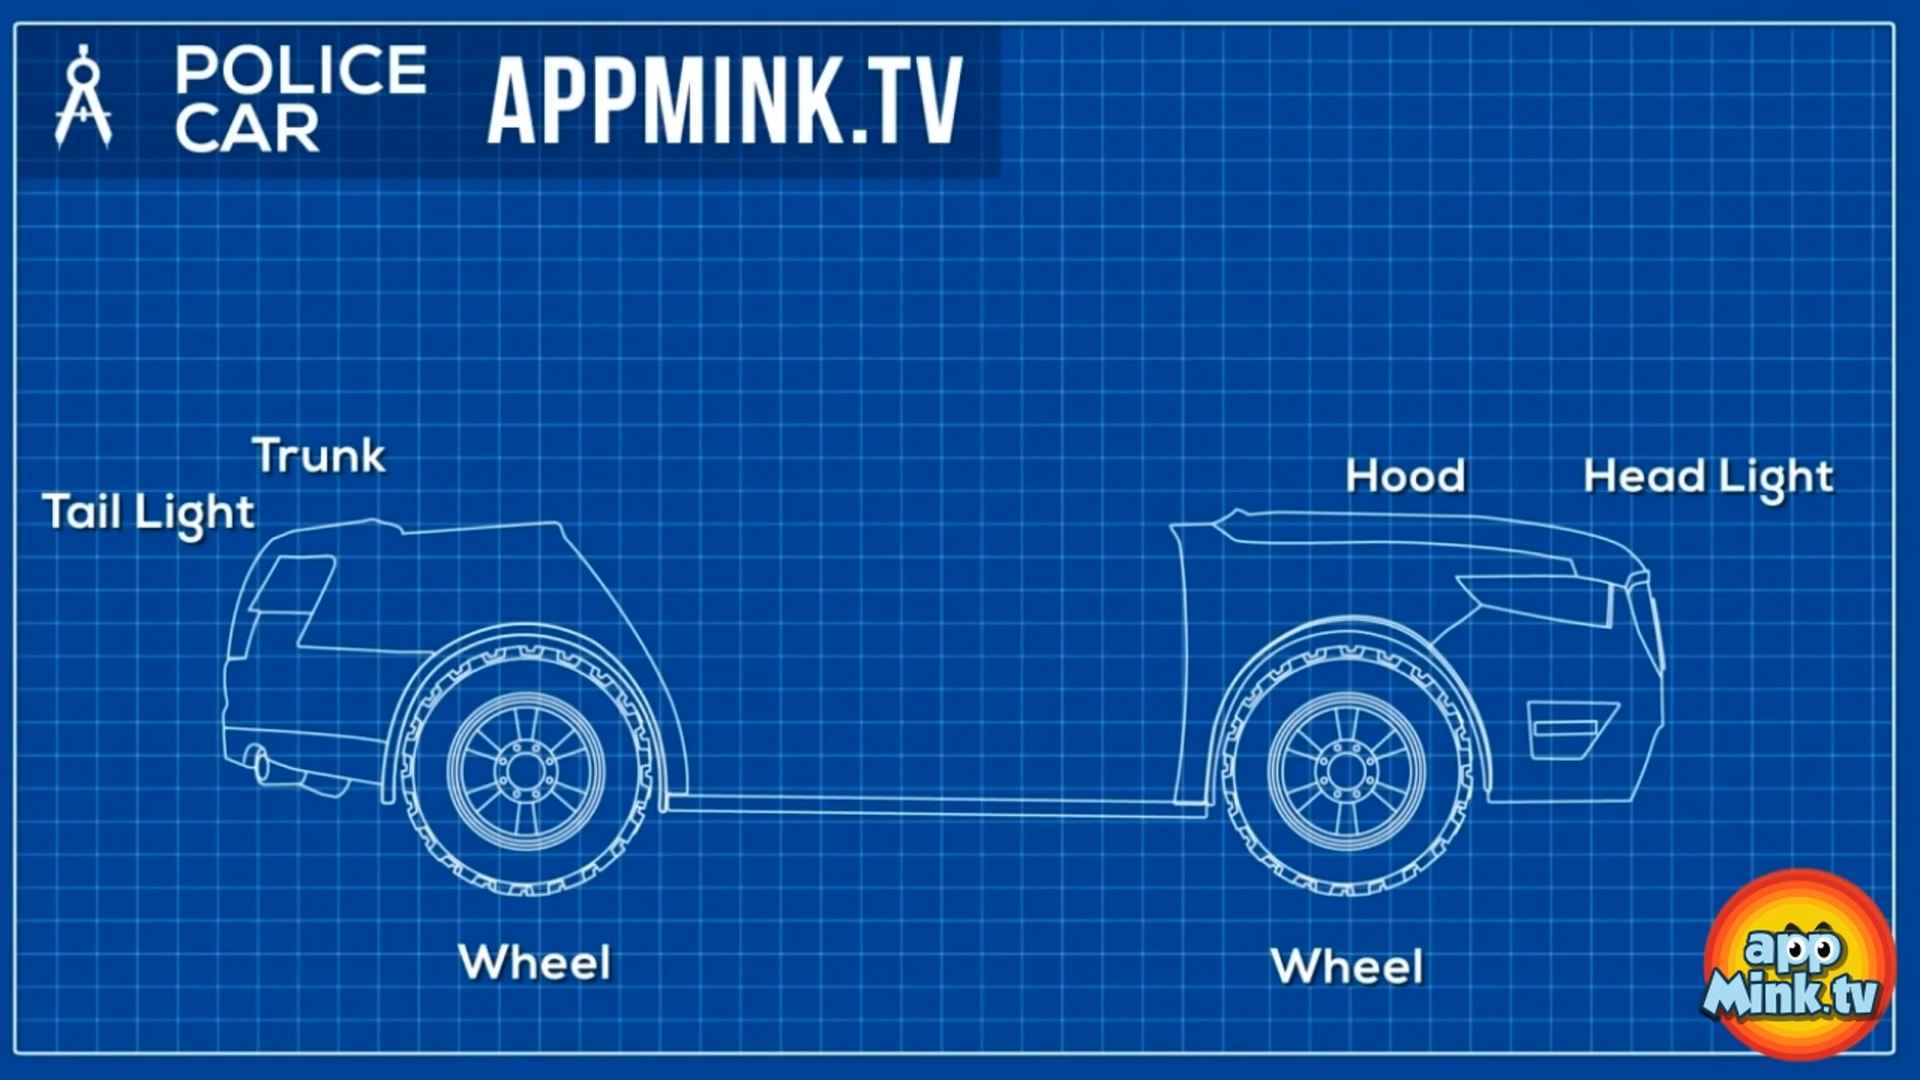 POLICE
CAR
APPMINK.TV
Trunk
Tail Light
Hood
Head Light
Wheel
Wheel
app
Mink.tv